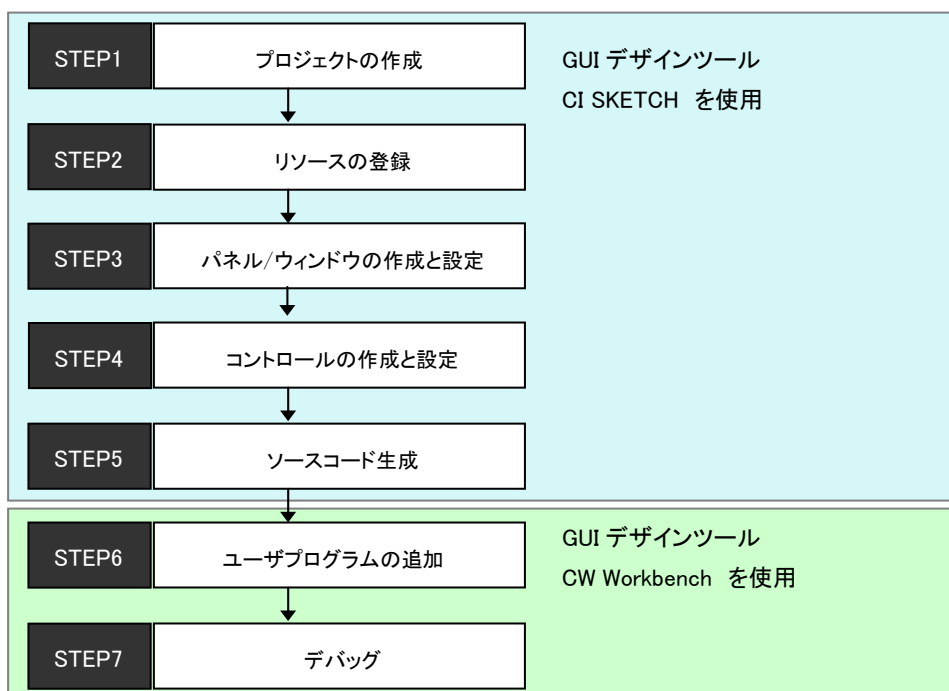 STEP1 プロジェクトの作成
GUI デザインツール
CI SKETCH を使用
STEP2 リソースの登録
STEP3 パネル/ウィンドウの作成と設定
STEP4 コントロールの作成と設定
STEP5 ソースコード生成
STEP6 ユーザプログラムの追加
GUI デザインツール
CW Workbench を使用
STEP7 デバッグ